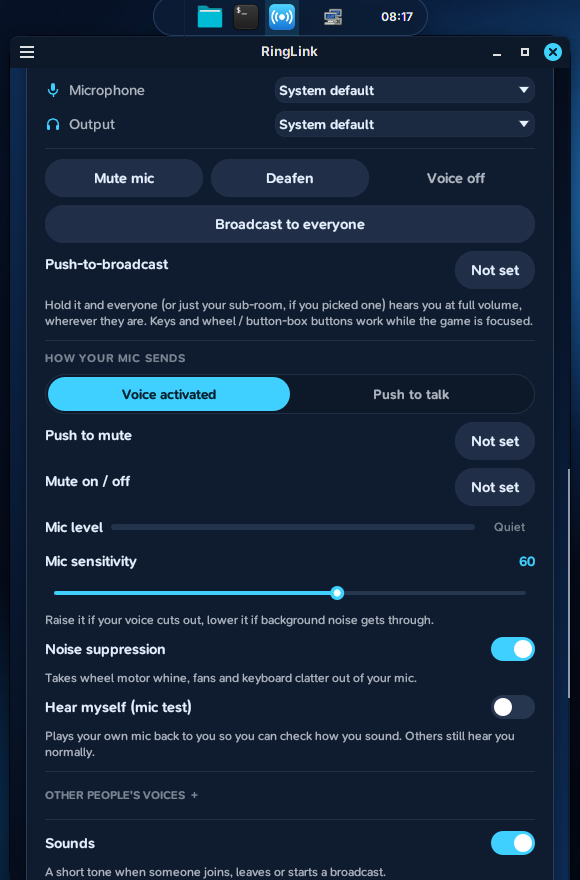 $ _
08:17
RingLink
Microphone
System default
Output
System default
Mute mic
Deafen
Voice off
Broadcast to everyone
Push-to-broadcast
Not set
Hold it and everyone (or just your sub-room, if you picked one) hears you at full volume,
wherever they are. Keys and wheel / button-box buttons work while the game is focused.
HOW YOUR MIC SENDS
Voice activated
Push to talk
Push to mute
Not set
Mute on / off
Not set
Mic level
Quiet
Mic sensitivity
60
Raise it if your voice cuts out, lower it if background noise gets through.
Noise suppression
Takes wheel motor whine, fans and keyboard clatter out of your mic.
Hear myself (mic test)
Plays your own mic back to you so you can check how you sound. Others still hear you
normally.
OTHER PEOPLE'S VOICES +
Sounds
A short tone when someone joins, leaves or starts a broadcast.